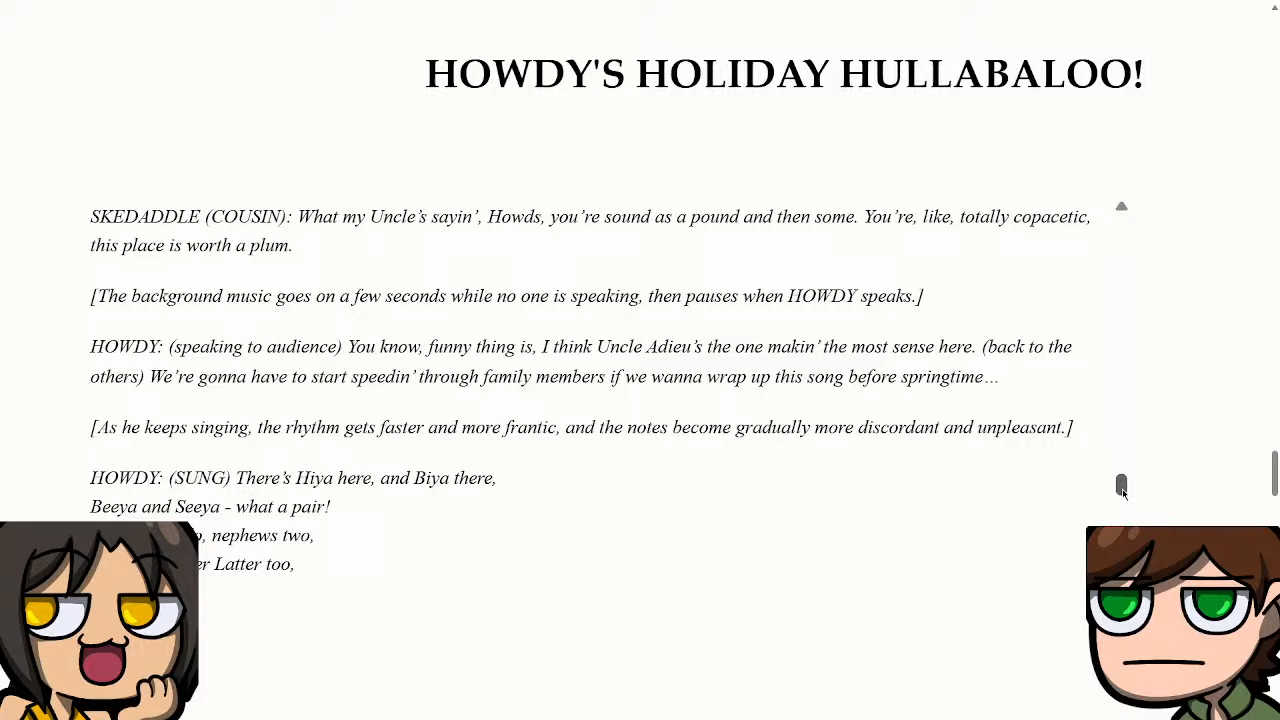 HOWDY'S HOLIDAY HULLABALOO!
SKEDADDLE (COUSIN): What my Uncle’s sayin’, Howds, you’re sound as a pound and then some. You’re, like, totally copacetic,
this place is worth a plum.
[The background music goes on a few seconds while no one is speaking, then pauses when HOWDY speaks.]
HOWDY: (speaking to audience) You know, funny thing is, I think Uncle Adieu’s the one makin’ the most sense here. (back to the
others) We’re gonna have to start speedin’ through family members if we wanna wrap up this song before springtime…
[As he keeps singing, the rhythm gets faster and more frantic, and the notes become gradually more discordant and unpleasant.]
HOWDY: (SUNG) There’s Hiya here, and Biya there,
Beeya and Seeya - what a pair!
nephews two,
Latter too,